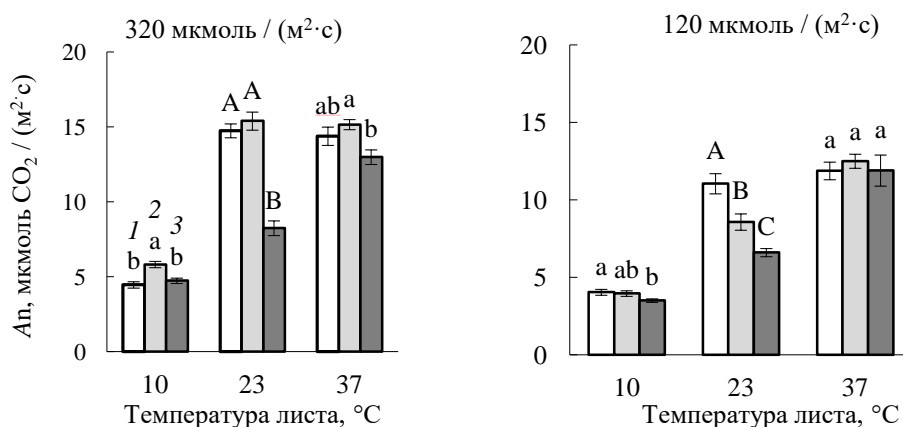 320 мкмоль / (м²·с)
An, мкмоль CO₂ / (м²·с)
20
15
10
5
0
1
2
3
b
a
b
A
A
B
ab
a
b
10
23
37
Температура листа, °C
120 мкмоль / (м²·с)
20
15
10
5
0
a
ab
b
A
B
C
a
a
a
10
23
37
Температура листа, °C